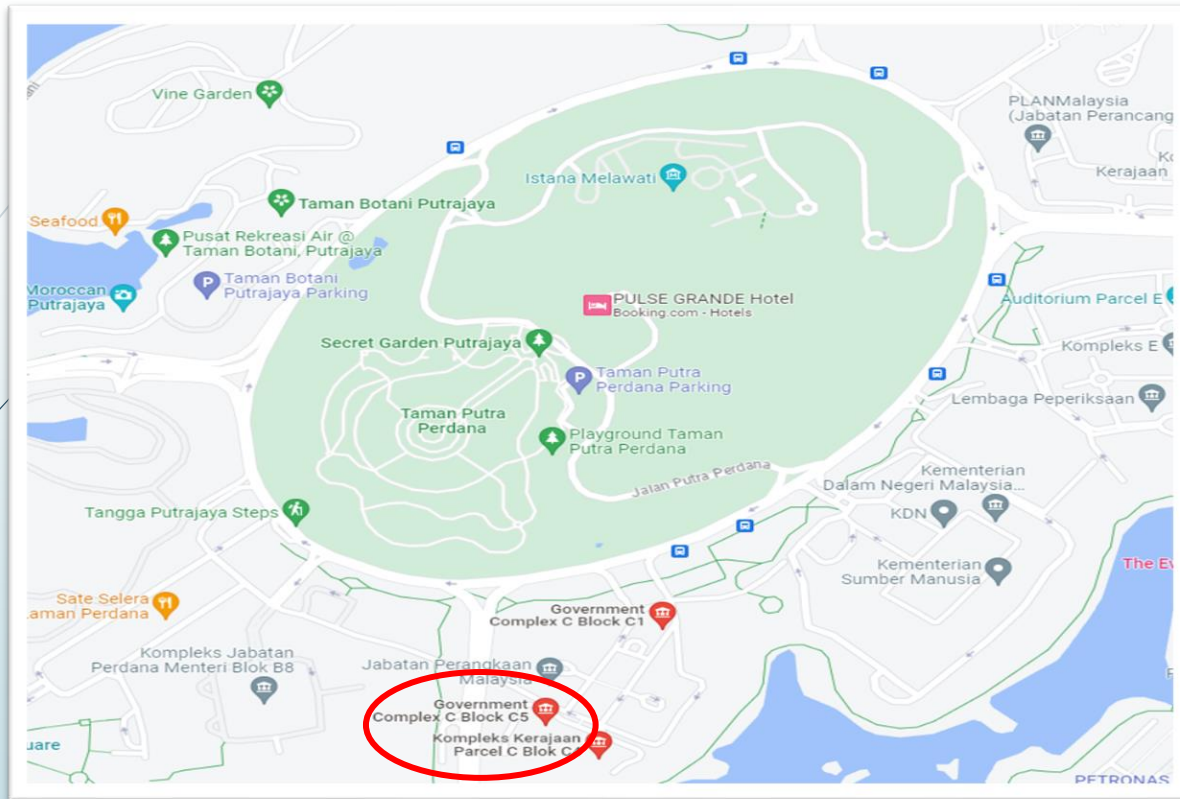 Vine Garden
PLANMalaysia
(Jabatan Perancang
Kerajaan
Istana Melawati
Taman Botani Putrajaya
Seafood
Pusat Rekreasi Air @
Taman Botani, Putrajaya
Taman Botani
Putrajaya Parking
Moroccan
Putrajaya
PULSE GRANDE Hotel
Booking.com - Hotels
Auditorium Parcel E
Secret Garden Putrajaya
Kompleks E
Taman Putra
Perdana Parking
Lembaga Peperiksaan
Taman Putra
Perdana
Playground Taman
Putra Perdana
Jalan Putra Perdana
Kementerian
Dalam Negeri Malaysia...
KDN
Tangga Putrajaya Steps
Kementerian
Sumber Manusia
The Ev
Sate Selera
aman Perdana
Government
Complex C Block C1
Kompleks Jabatan
Perdana Menteri Blok B8
Jabatan Perangkaan
Malaysia
Government
Complex C Block C5
Kompleks Kerajaan
Parcel C Blok
uare
PETRONAS